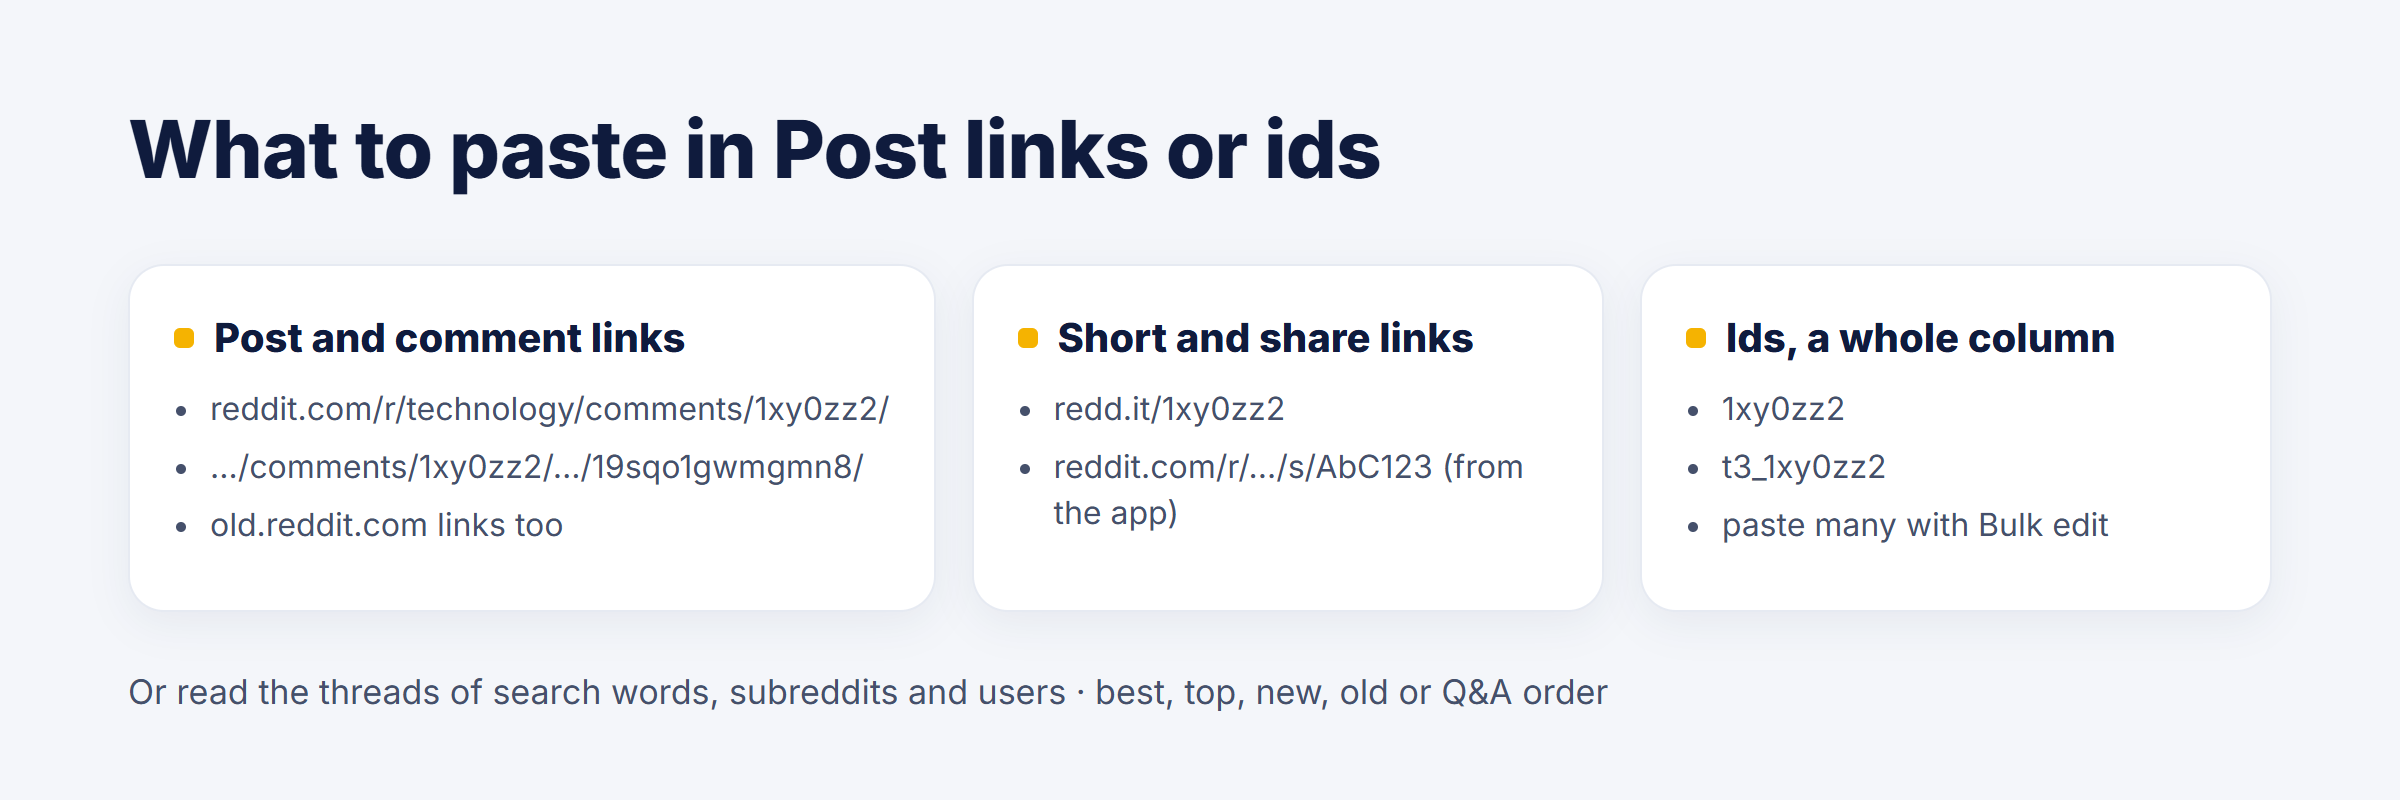 What to paste in Post links or ids
Post and comment links
reddit.com/r/technology/comments/1xy0zz2/
.../comments/1xy0zz2/.../19sqo1gwmgmn8/
old.reddit.com links too
Short and share links
redd.it/1xy0zz2
reddit.com/r/.../s/AbC123 (from
the app)
Ids, a whole column
1xy0zz2
t3_1xy0zz2
paste many with Bulk edit
Or read the threads of search words, subreddits and users · best, top, new, old or Q&A order